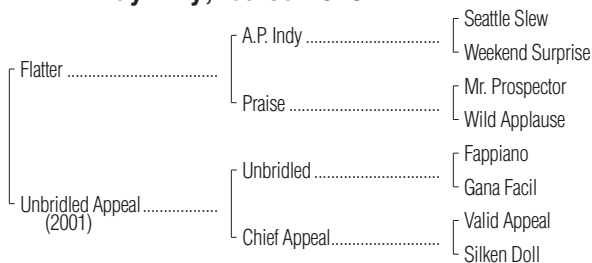 Seattle Slew
A.P. Indy
Weekend Surprise
Flatter
Mr. Prospector
Praise
Wild Applause
Fappiano
Unbridled
Gana Facil
Unbridled Appeal
(2001)
Valid Appeal
Chief Appeal
Silken Doll